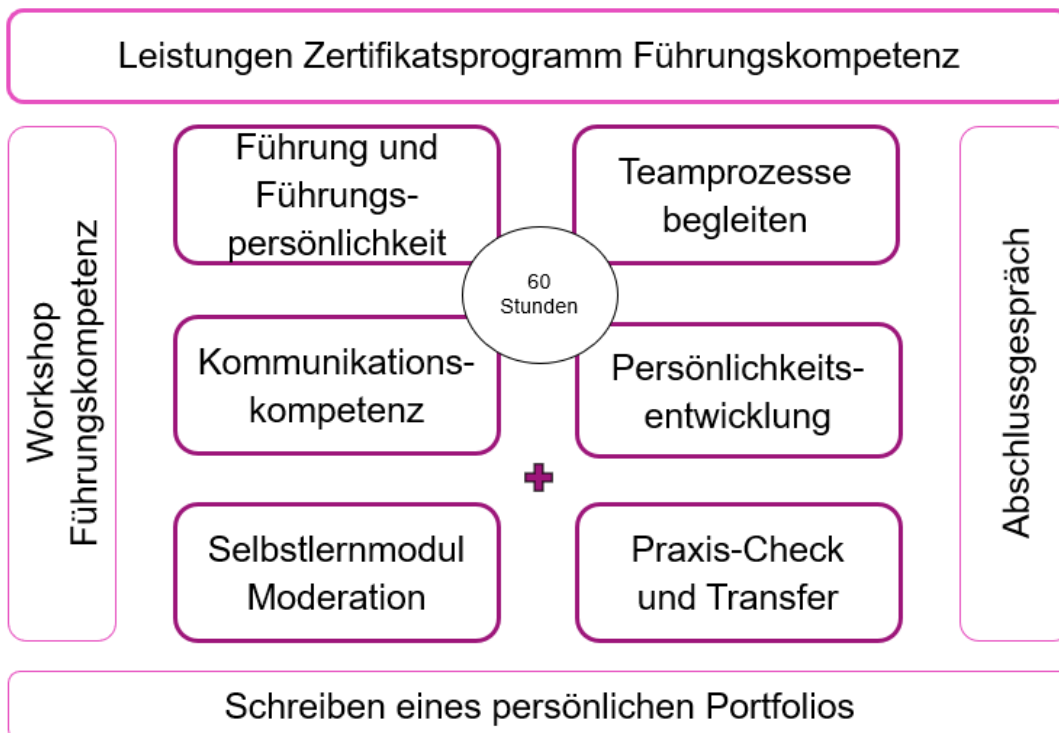 Leistungen Zertifikatsprogramm Führungskompetenz
Workshop
Führungskompetenz
Führung und
Führungs-
persönlichkeit
Teamprozesse
begleiten
60
Stunden
Kommunikations-
kompetenz
Persönlichkeits-
entwicklung
Selbstlernmodul
Moderation
Praxis-Check
und Transfer
Abschlussgespräch
Schreiben eines persönlichen Portfolios